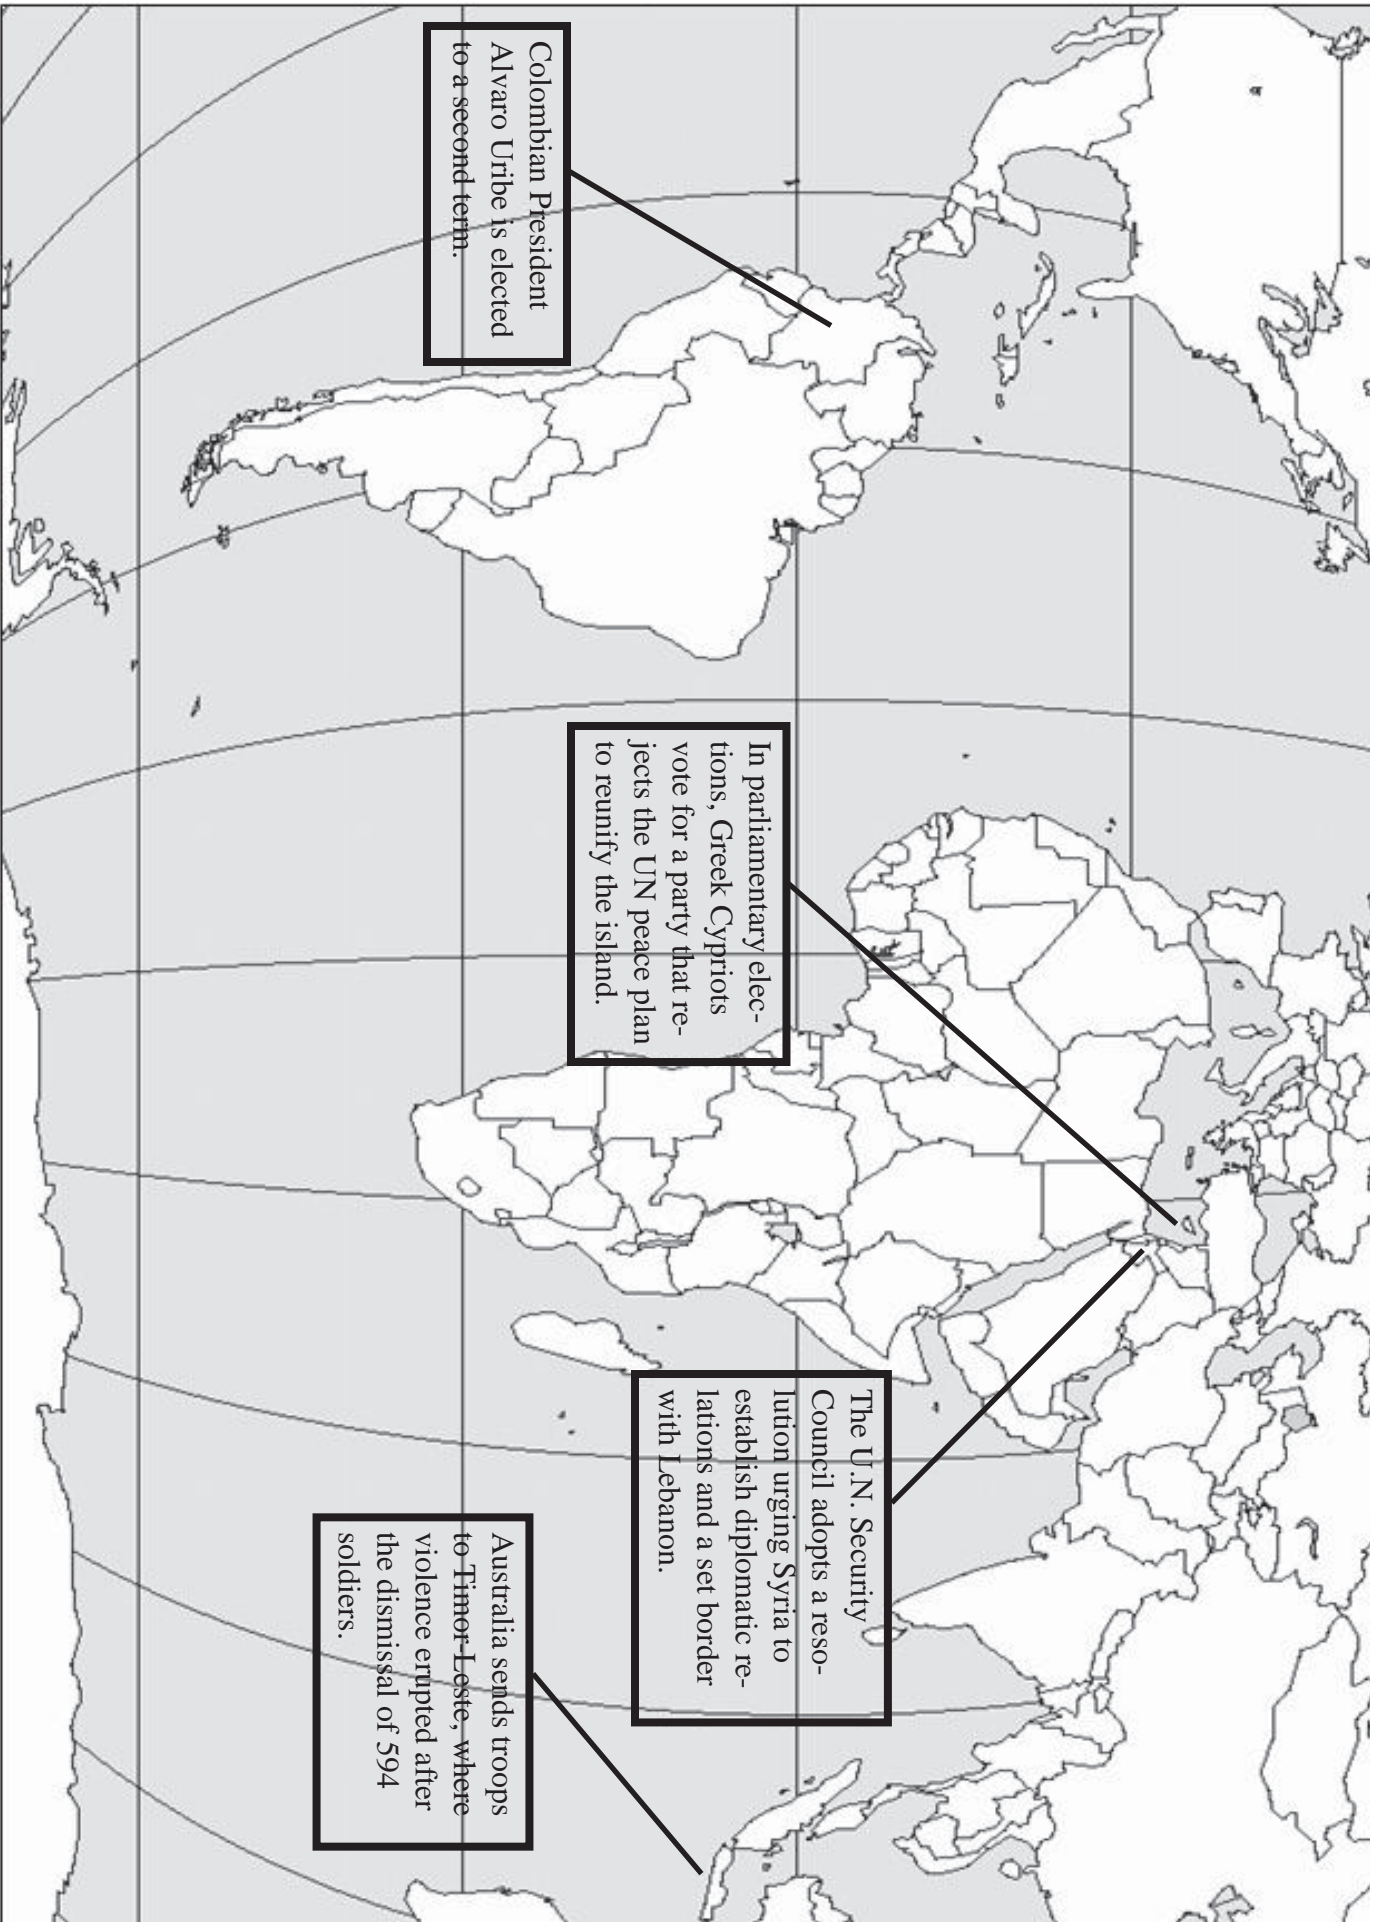 Colombian President
Alvaro Uribe is elected
to a second term.
In parliamentary elec-
tions, Greek Cypriots
vote for a party that re-
jects the UN peace plan
to reunify the island.
The U.N. Security
Council adopts a reso-
lution urging Syria to
establish diplomatic re-
lations and a set border
with Lebanon.
Australia sends troops
to Timor-Leste, where
violence erupted after
the dismissal of 594
soldiers.